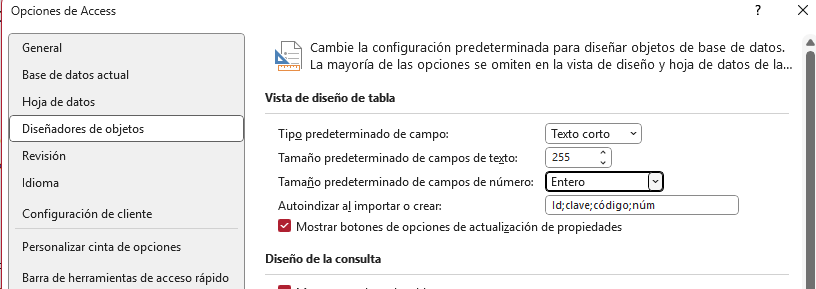 Opciones de Access
General
Base de datos actual
Hoja de datos
Diseñadores de objetos
Revisión
Idioma
Configuración de cliente
Personalizar cinta de opciones
Barra de herramientas de acceso rápido
Cambie la configuración predeterminada para diseñar objetos de base de datos.
La mayoría de las opciones se omiten en la vista de diseño y hoja de datos de la...
Vista de diseño de tabla
Tipo predeterminado de campo: Texto corto
Tamaño predeterminado de campos de texto: 255
Tamaño predeterminado de campos de número: Entero
Autoindizar al importar o crear: Id;clave;código;núm
Mostrar botones de opciones de actualización de propiedades
Diseño de la consulta